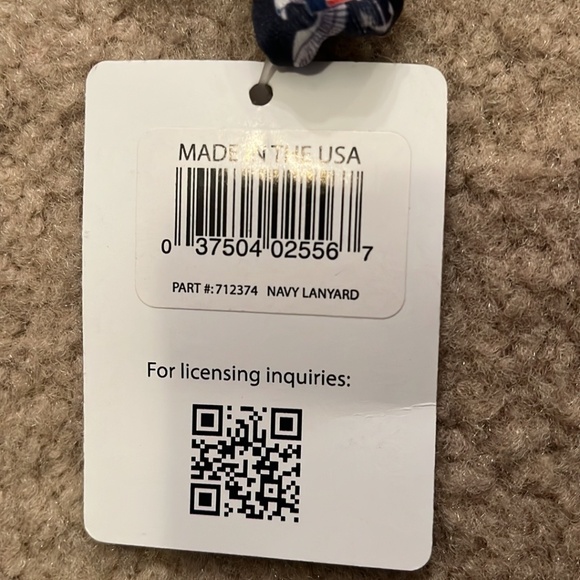 MADE IN THE USA
0 37504 02556 7
PART #: 712374 NAVY LANYARD
For licensing inquiries: